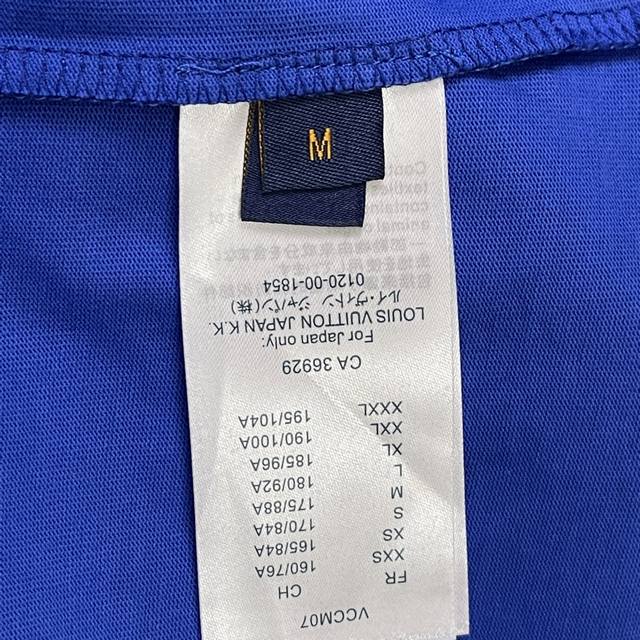 M
VCCM07
FR CH
XXS 160/76A
XS 165/84A
S 170/84A
M 175/88A
L 180/92A
XL 185/96A
XXL 190/100A
XXXL 195/104A
CA 36929
For Japan only:
LOUIS VUITTON JAPAN K.K.
ルイ・ヴィトン ジャパン(株)
0120-00-1854